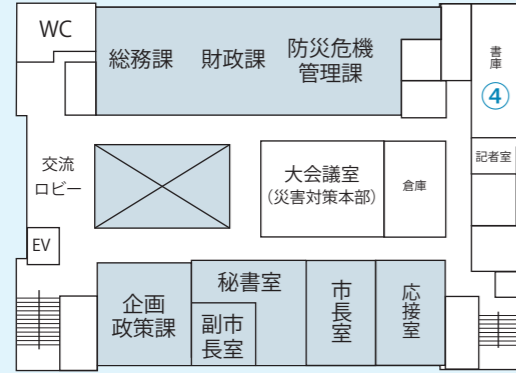 WC
総務課
財政課
防災危機
管理課
書庫
④
記者室
交流
ロビー
大会議室
(災害対策本部)
倉庫
EV
企画
政策課
秘書室
副市
長室
市長室
応接室